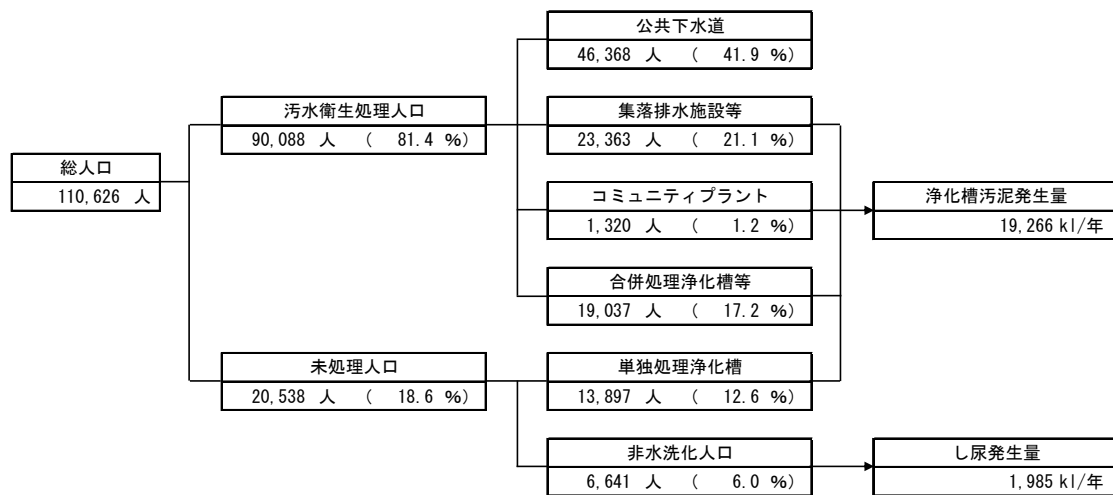 公共下水道
46,368 人 ( 41.9 %)
汚水衛生処理人口
90,088 人 ( 81.4 %)
集落排水施設等
23,363 人 ( 21.1 %)
総人口
110,626 人
コミュニティプラント
1,320 人 ( 1.2 %)
浄化槽汚泥発生量
19,266 kl/年
合併処理浄化槽等
19,037 人 ( 17.2 %)
未処理人口
20,538 人 ( 18.6 %)
単独処理浄化槽
13,897 人 ( 12.6 %)
非水洗化人口
6,641 人 ( 6.0 %)
し尿発生量
1,985 kl/年